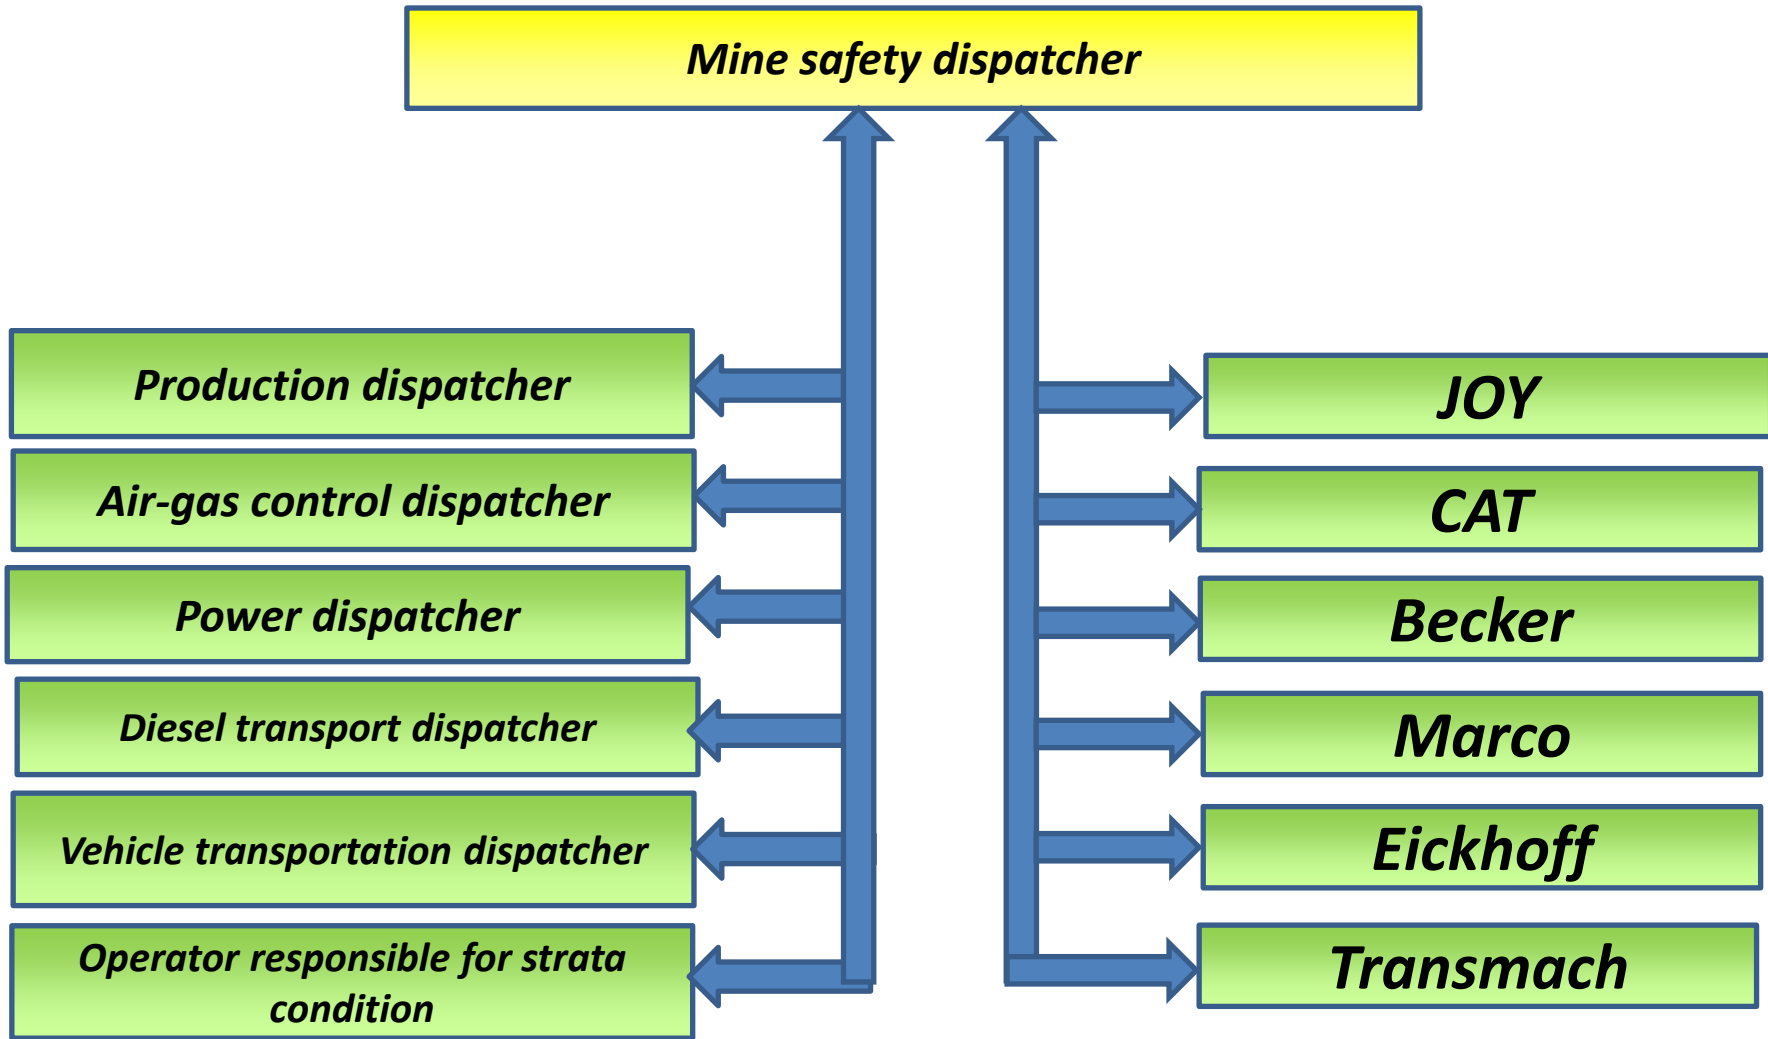 Mine safety dispatcher
Production dispatcher
Air-gas control dispatcher
Power dispatcher
Diesel transport dispatcher
Vehicle transportation dispatcher
Operator responsible for strata
condition
JOY
CAT
Becker
Marco
Eickhoff
Transmach